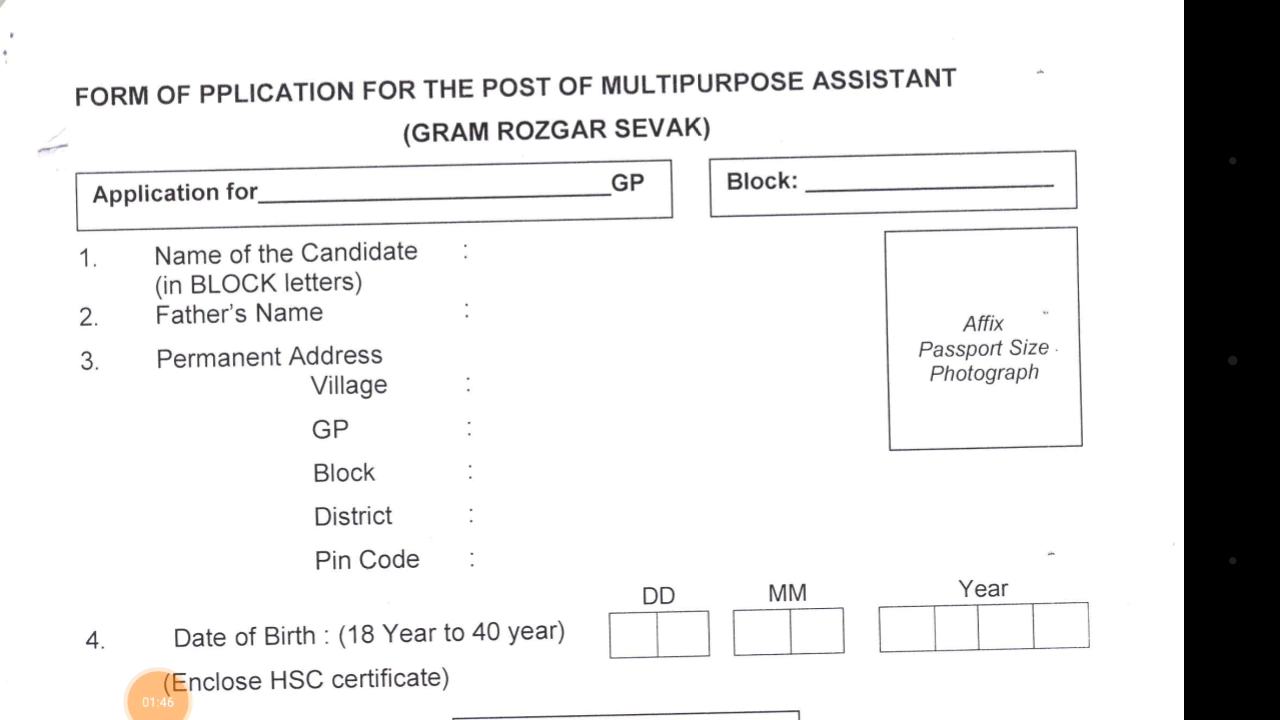 FORM OF PPLICATION FOR THE POST OF MULTIPURPOSE ASSISTANT
(GRAM ROZGAR SEVAK)
Application for____________________GP Block: ____________________
1. Name of the Candidate :
(in BLOCK letters)
2. Father's Name :
3. Permanent Address
Village :
GP :
Block :
District :
Pin Code :
Affix
Passport Size
Photograph
DD MM Year
4. Date of Birth : (18 Year to 40 year)
(Enclose HSC certificate)
01:46